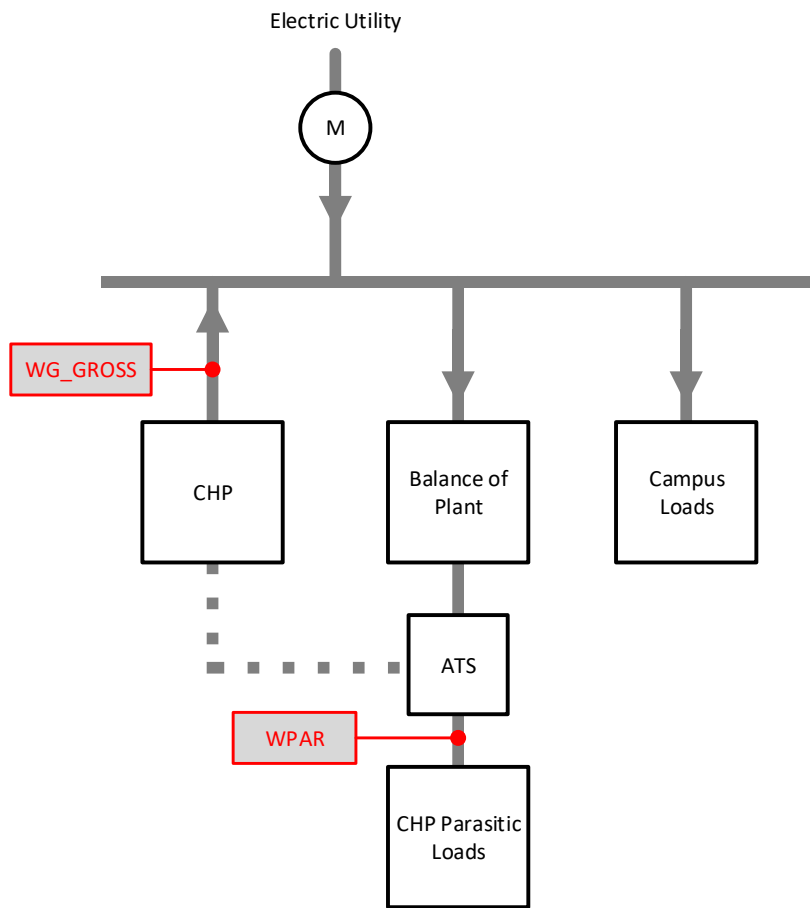 Electric Utility
M
WG_GROSS
CHP
Balance of
Plant
Campus
Loads
ATS
WPAR
CHP Parasitic
Loads